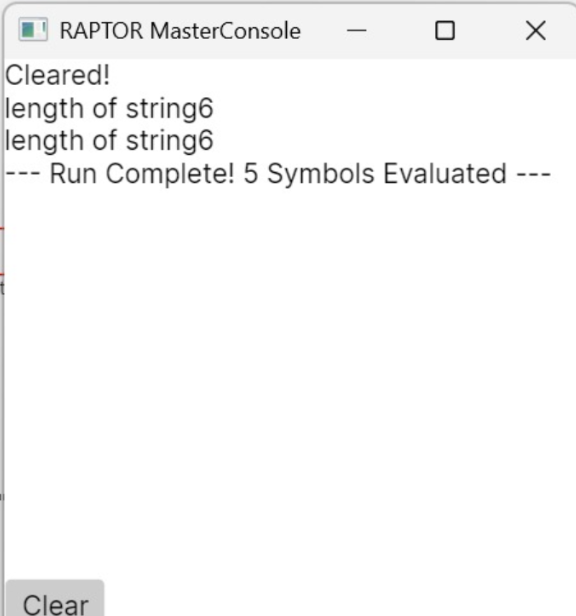 RAPTOR MasterConsole
Cleared!
length of string6
length of string6
--- Run Complete! 5 Symbols Evaluated ---
Clear